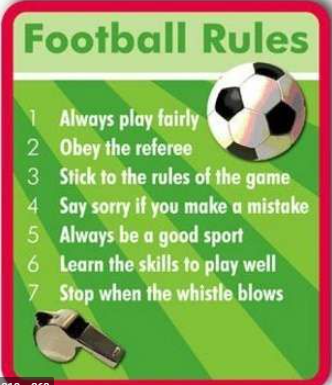 Football Rules
1 Always play fairly
2 Obey the referee
3 Stick to the rules of the game
4 Say sorry if you make a mistake
5 Always be a good sport
6 Learn the skills to play well
7 Stop when the whistle blows